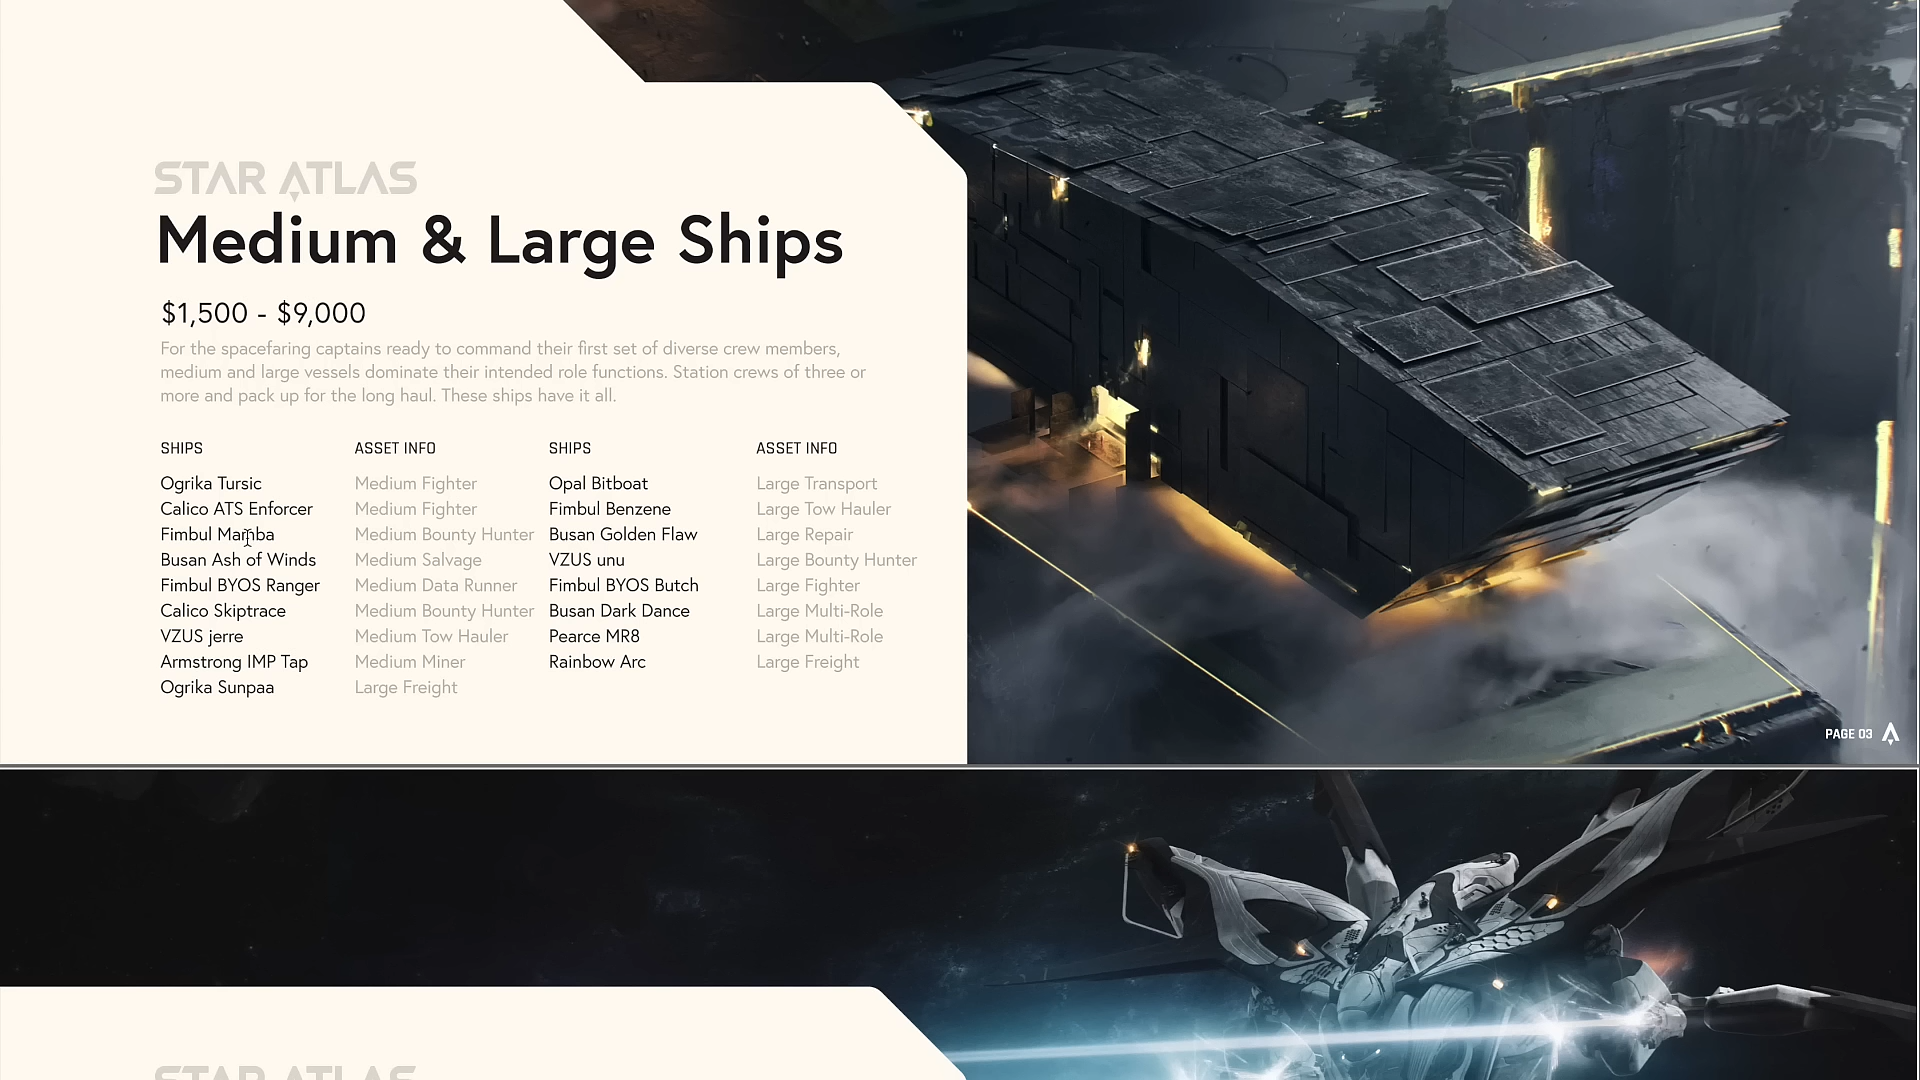 STAR ATLAS
Medium & Large Ships
$1,500 - $9,000
For the spacefaring captains ready to command their first set of diverse crew members,
medium and large vessels dominate their intended role functions. Station crews of three or
more and pack up for the long haul. These ships have it all.
SHIPS ASSET INFO SHIPS ASSET INFO
Ogrika Tursic Medium Fighter Opal Bitboat Large Transport
Calico ATS Enforcer Medium Fighter Fimbul Benzene Large Tow Hauler
Fimbul Mamba Medium Bounty Hunter Busan Golden Flaw Large Repair
Busan Ash of Winds Medium Salvage VZUS unu Large Bounty Hunter
Fimbul BYOS Ranger Medium Data Runner Fimbul BYOS Butch Large Fighter
Calico Skiptrace Medium Bounty Hunter Busan Dark Dance Large Multi-Role
VZUS jerre Medium Tow Hauler Pearce MR8 Large Multi-Role
Armstrong IMP Tap Medium Miner Rainbow Arc Large Freight
Ogrika Sunpaa Large Freight
PAGE 03
STAR ATLAS